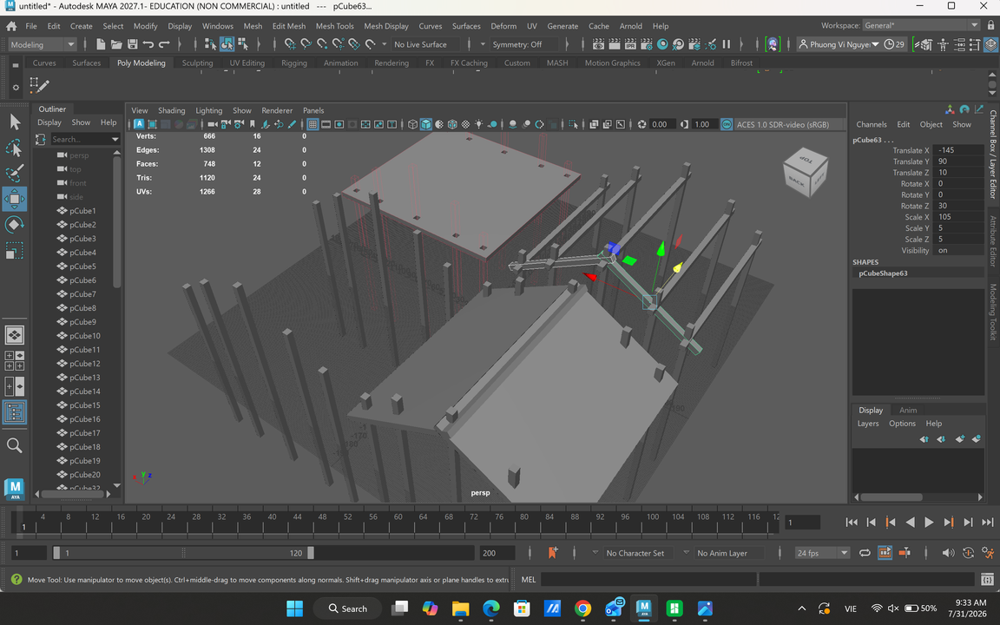 untitled* - Autodesk MAYA 2027.1- EDUCATION (NON COMMERCIAL) : untitled --- pCube63...
File Edit Create Select Modify Display Windows Mesh Edit Mesh Mesh Tools Mesh Display Curves Surfaces Deform UV Generate Cache Arnold Help Workspace: General*
Modeling No Live Surface Symmetry: Off Phuong Vi Nguye 29
Curves Surfaces Poly Modeling Sculpting UV Editing Rigging Animation Rendering FX FX Caching Custom MASH Motion Graphics XGen Arnold Bifrost
Outliner
Display Show Help
Search...
persp
top
front
side
pCube1
pCube2
pCube3
pCube4
pCube5
pCube6
pCube7
pCube8
pCube9
pCube10
pCube11
pCube12
pCube13
pCube14
pCube15
pCube16
pCube17
pCube18
pCube19
pCube20
pCube32
View Shading Lighting Show Renderer Panels
0.00 1.00 ACES 1.0 SDR-video (sRGB)
Verts: 666 16 0
Edges: 1308 24 0
Faces: 748 12 0
Tris: 1120 24 0
UVs: 1266 28 0
TOP
BACK LEFT
persp
Channels Edit Object Show
pCube63 . . .
Translate X -145
Translate Y 90
Translate Z 10
Rotate X 0
Rotate Y 0
Rotate Z 30
Scale X 105
Scale Y 5
Scale Z 5
Visibility on
SHAPES
pCubeShape63
Display Anim
Layers Options Help
Channel Box / Layer Editor
Attribute Editor
Modeling Toolkit
4 8 12 16 20 24 28 32 36 40 44 48 52 56 60 64 68 72 76 80 84 88 92 96 100 104 108 112 116 12
1 1
1 1 120 200 No Character Set No Anim Layer 24 fps
Move Tool: Use manipulator to move object(s). Ctrl+middle-drag to move components along normals. Shift+drag manipulator axis or plane handles to extru MEL
Search VIE 50% 9:33 AM
7/31/2026